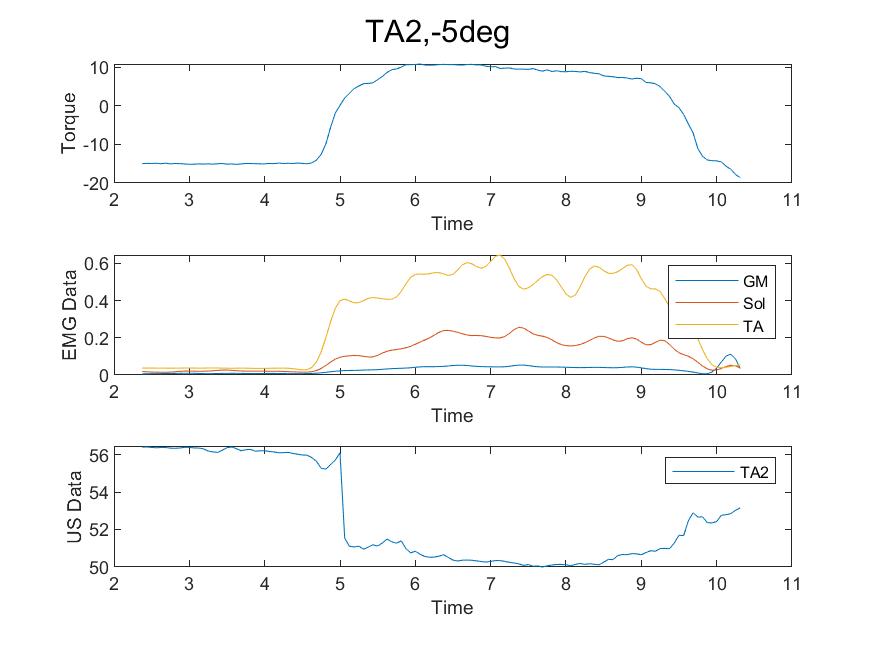 TA2,-5deg
10
0
-10
-20
Torque
2 3 4 5 6 7 8 9 10 11
Time
0.6
0.4
0.2
0
EMG Data
GM
Sol
TA
2 3 4 5 6 7 8 9 10 11
Time
56
54
52
50
US Data
TA2
2 3 4 5 6 7 8 9 10 11
Time